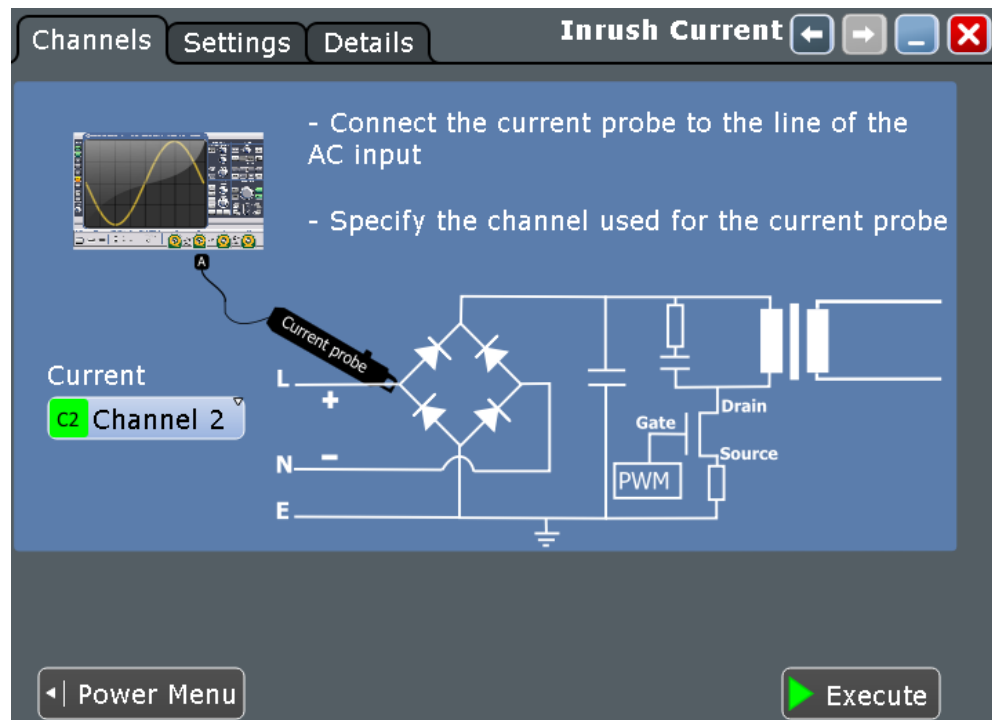 Channels
Settings
Details
Inrush Current
- Connect the current probe to the line of the
AC input
- Specify the channel used for the current probe
A
Current probe
Current
C2 Channel 2
L
+
N
-
E
Gate
Drain
Source
PWM
Power Menu
Execute